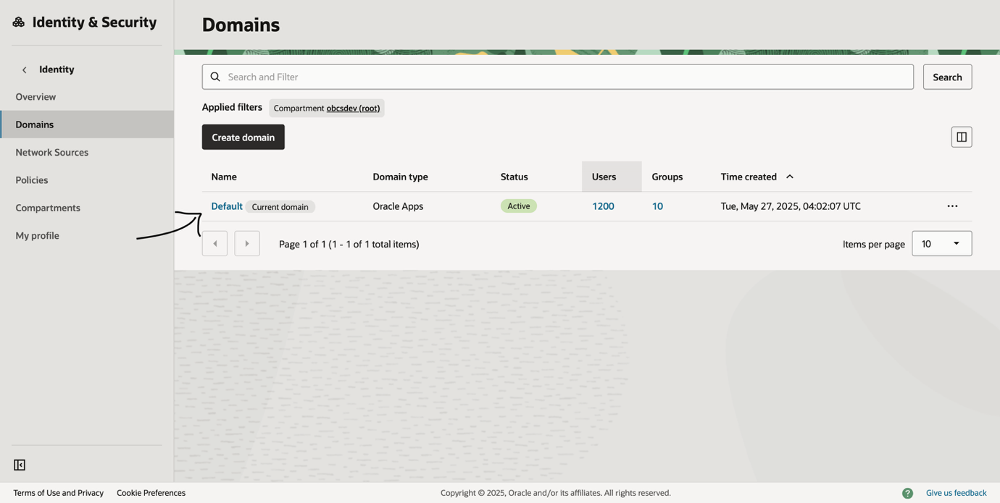 Identity & Security
Domains
Identity
Overview
Domains
Network Sources
Policies
Compartments
My profile
Search and Filter
Search
Applied filters
Compartment obcsdev (root)
Create domain
Name Domain type Status Users Groups Time created
Default Current domain Oracle Apps Active 1200 10 Tue, May 27, 2025, 04:02:07 UTC
Page 1 of 1 (1 - 1 of 1 total items)
Items per page 10
Terms of Use and Privacy Cookie Preferences Copyright © 2025, Oracle and/or its affiliates. All rights reserved. ? Give us feedback